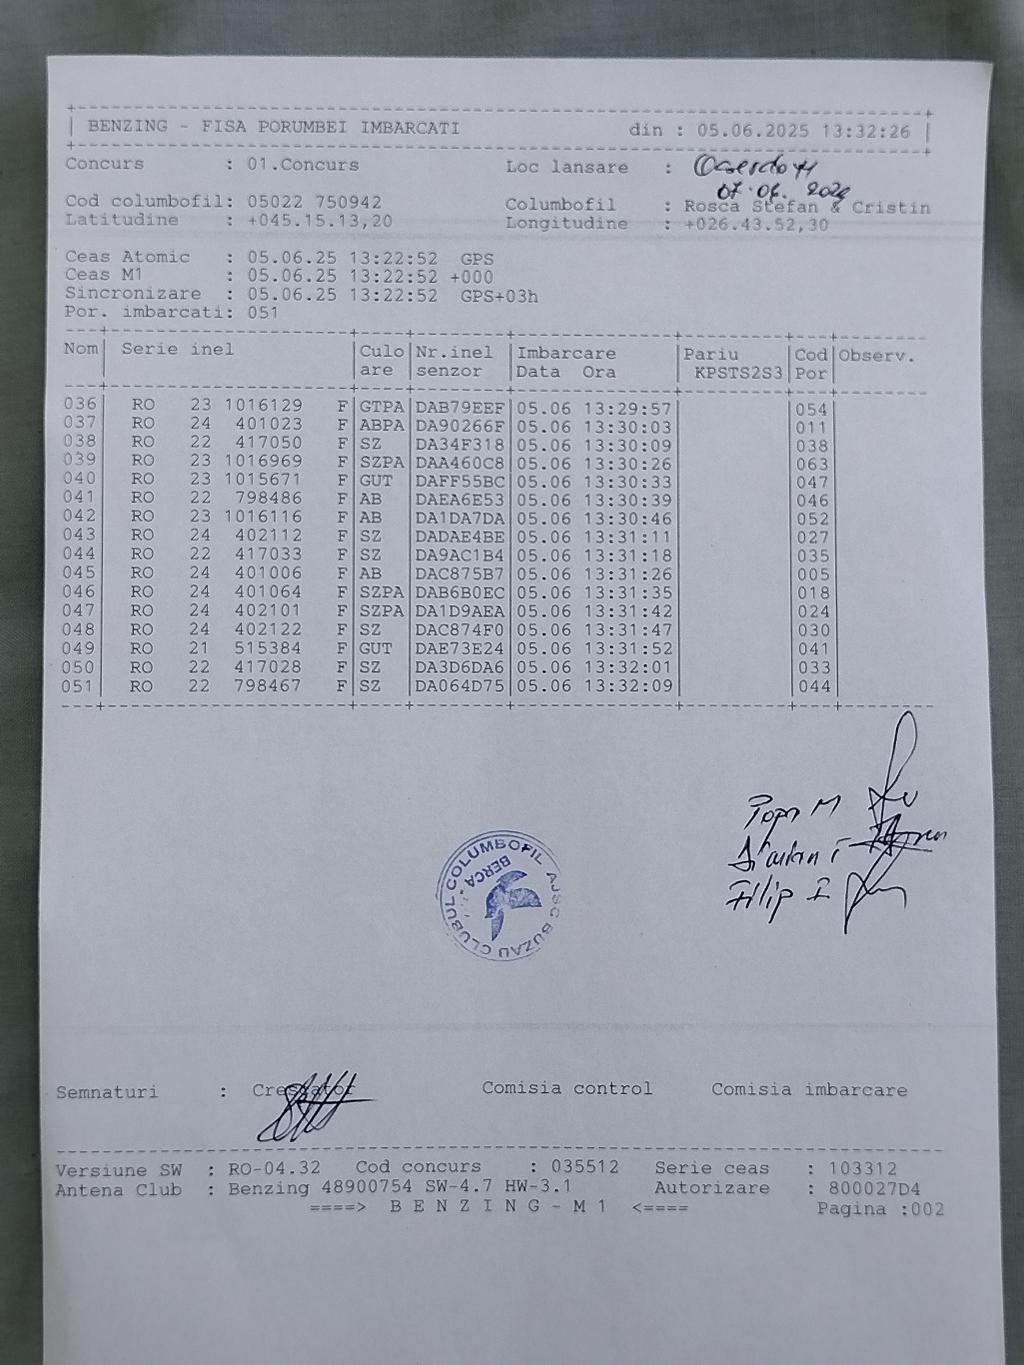 BENZING - FISA PORUMBEI IMBARCATI din : 05.06.2025 13:32:26
Concurs : 01.Concurs Loc lansare :
07.06.
Cod columbofil: 05022 750942 Columbofil : Rosca Stefan & Cristin
Latitudine : +045.15.13,20 Longitudine : +026.43.52,30
Ceas Atomic : 05.06.25 13:22:52 GPS
Ceas M1 : 05.06.25 13:22:52 +000
Sincronizare : 05.06.25 13:22:52 GPS+03h
Por. imbarcati: 051
Nom Serie inel Culo Nr.inel Imbarcare Pariu Cod Observ.
are senzor Data Ora KPSTS2S3 Por
036 RO 23 1016129 F GTPA DAB79EEF 05.06 13:29:57 054
037 RO 24 401023 F ABPA DA90266F 05.06 13:30:03 011
038 RO 22 417050 F SZ DA34F318 05.06 13:30:09 038
039 RO 23 1016969 F SZPA DAA460C8 05.06 13:30:26 063
040 RO 23 1015671 F GUT DAFF55BC 05.06 13:30:33 047
041 RO 22 798486 F AB DAEA6E53 05.06 13:30:39 046
042 RO 23 1016116 F AB DA1DA7DA 05.06 13:30:46 052
043 RO 24 402112 F SZ DADAE4BE 05.06 13:31:11 027
044 RO 22 417033 F SZ DA9AC1B4 05.06 13:31:18 035
045 RO 24 401006 F AB DAC875B7 05.06 13:31:26 005
046 RO 24 401064 F SZPA DAB6B0EC 05.06 13:31:35 018
047 RO 24 402101 F SZPA DA1D9AEA 05.06 13:31:42 024
048 RO 24 402122 F SZ DAC874F0 05.06 13:31:47 030
049 RO 21 515384 F GUT DAE73E24 05.06 13:31:52 041
050 RO 22 417028 F SZ DA3D6DA6 05.06 13:32:01 033
051 RO 22 798467 F SZ DA064D75 05.06 13:32:09 044
Popa M
Filip I
CLUBUL COLUMBOFIL AJSC BUZAU
BERCA
Semnaturi : Crescator Comisia control Comisia imbarcare
Versiune SW : RO-04.32 Cod concurs : 035512 Serie ceas : 103312
Antena Club : Benzing 48900754 SW-4.7 HW-3.1 Autorizare : 800027D4
====> B E N Z I N G - M 1 <==== Pagina :002